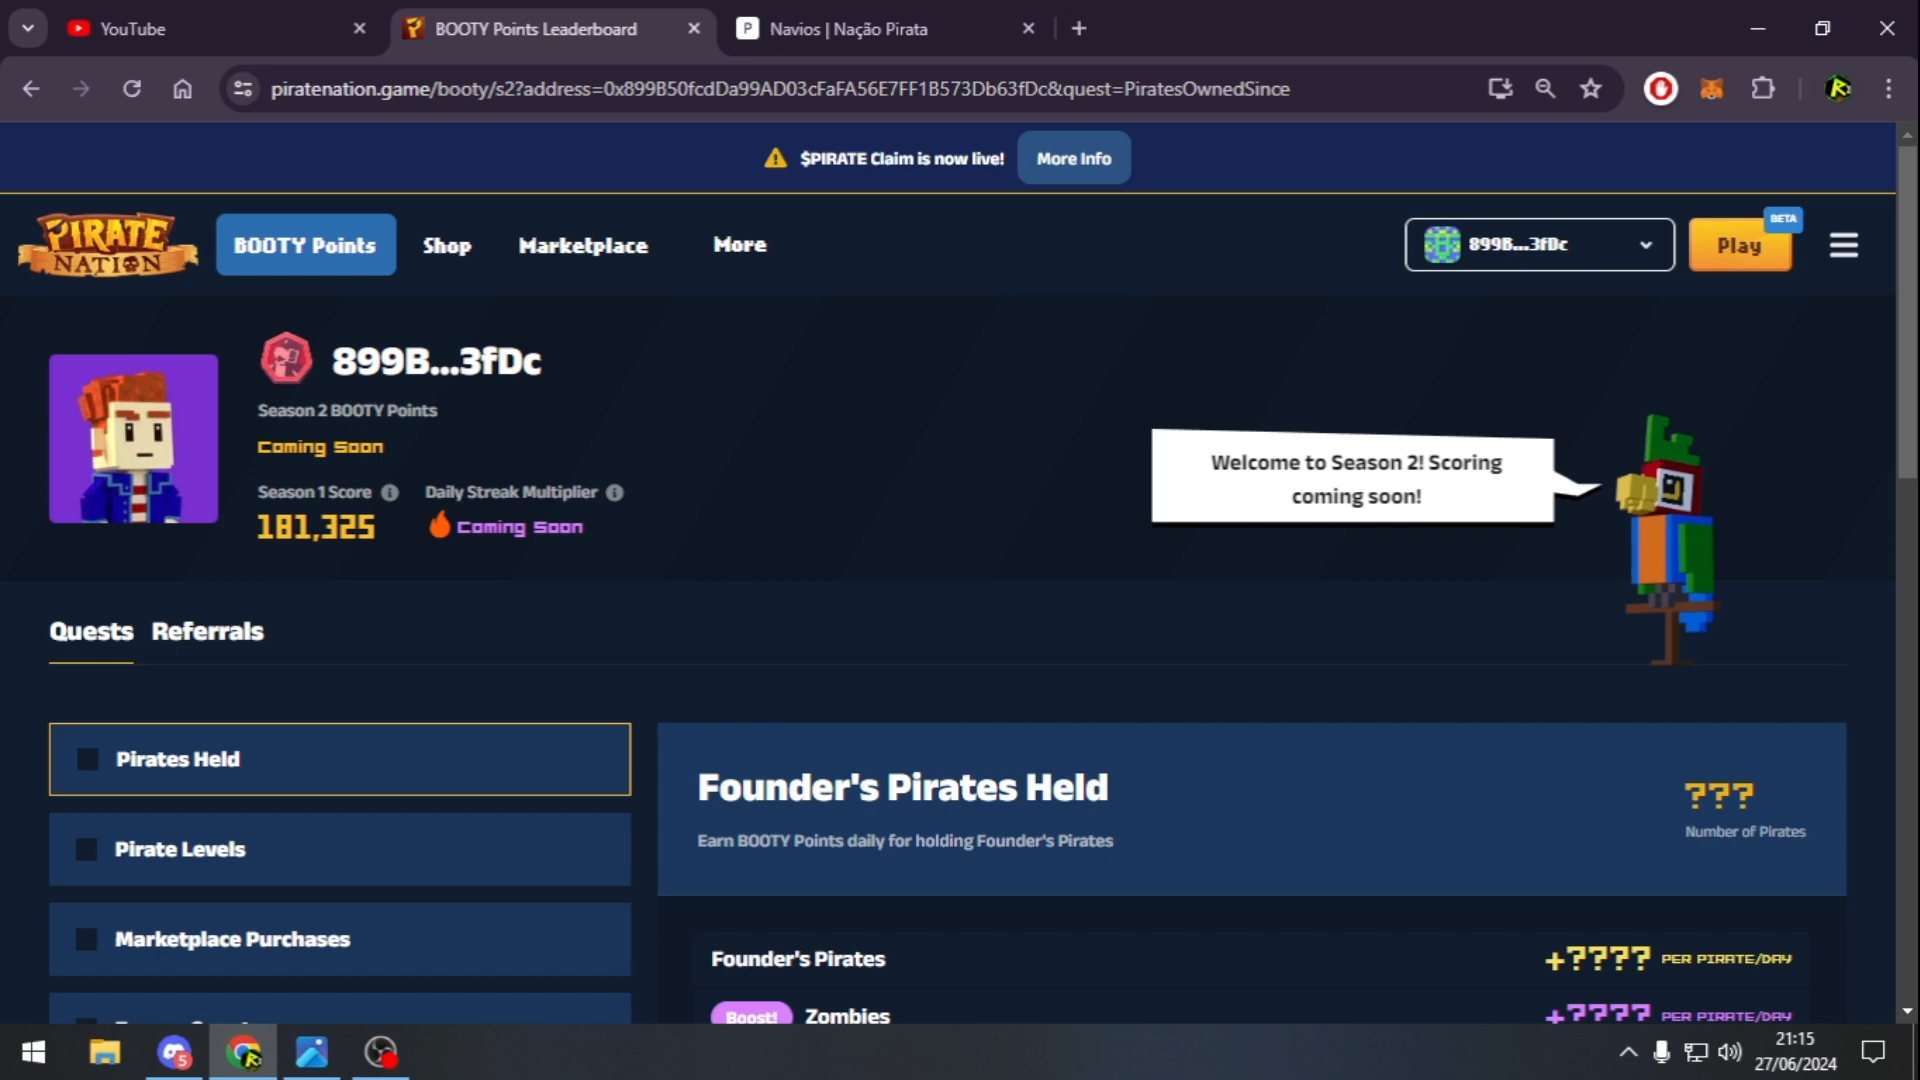 YouTube
BOOTY Points Leaderboard
P
Navios | Nação Pirata
piratenation.game/booty/s2?address=0x899B50fcdDa99AD03cFaFA56E7FF1B573Db63fDc&quest=PiratesOwnedSince
$PIRATE Claim is now live!
More Info
PIRATE
NATION
BOOTY Points
Shop
Marketplace
More
899B...3fDc
BETA
Play
899B...3fDc
Season 2 BOOTY Points
Coming Soon
Season 1 Score
Daily Streak Multiplier
181,325
Coming Soon
Welcome to Season 2! Scoring
coming soon!
Quests
Referrals
Pirates Held
Pirate Levels
Marketplace Purchases
Founder's Pirates Held
Earn BOOTY Points daily for holding Founder's Pirates
???
Number of Pirates
Founder's Pirates
+???? PER PIRATE/DAY
Boost!
Zombies
+???? PER PIRATE/DAY
5
21:15
27/06/2024